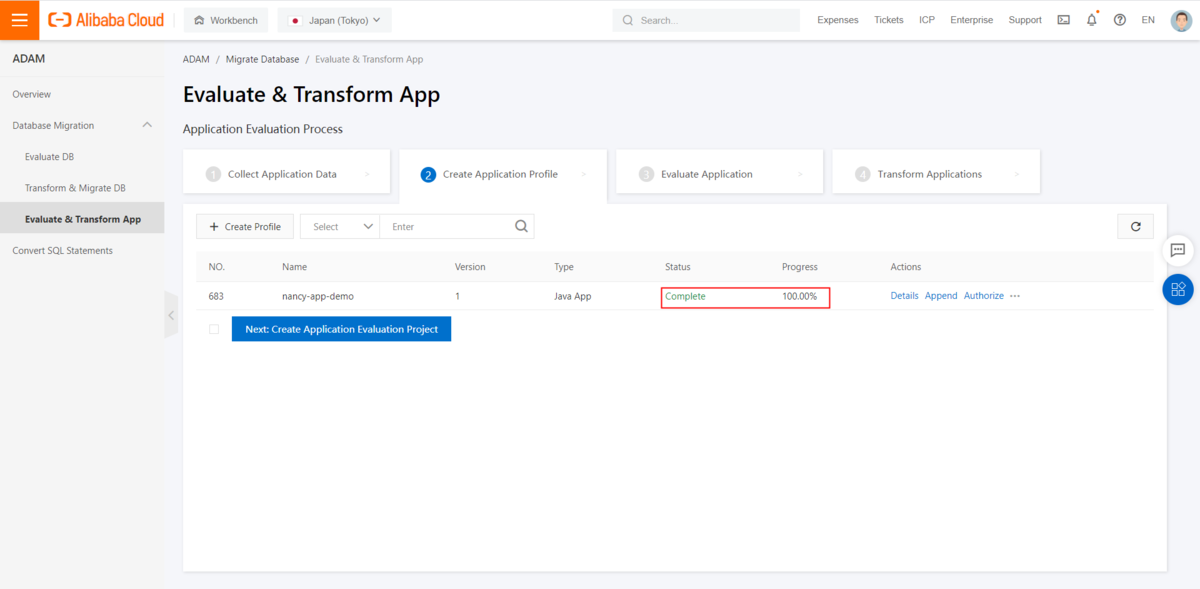 Alibaba Cloud Workbench Japan (Tokyo) Search... Expenses Tickets ICP Enterprise Support EN
ADAM
ADAM / Migrate Database / Evaluate & Transform App
Overview
Evaluate & Transform App
Database Migration
Application Evaluation Process
Evaluate DB
1 Collect Application Data > 2 Create Application Profile > 3 Evaluate Application > 4 Transform Applications >
Transform & Migrate DB
Evaluate & Transform App
+ Create Profile Select Enter
Convert SQL Statements
NO. Name Version Type Status Progress Actions
683 nancy-app-demo 1 Java App Complete 100.00% Details Append Authorize ···
Next: Create Application Evaluation Project